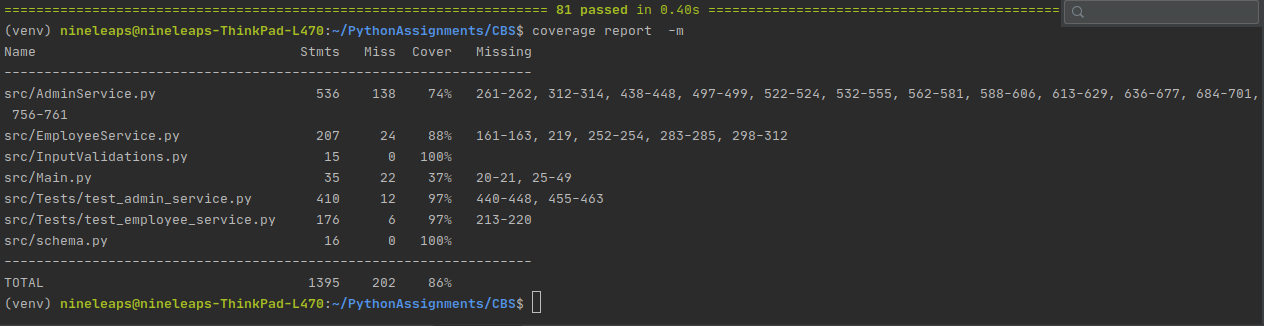 ============================================================== 81 passed in 0.40s ==============================================================
(venv) nineleaps@nineleaps-ThinkPad-L470:~/PythonAssignments/CBS$ coverage report  -m
Name                                 Stmts   Miss  Cover   Missing
------------------------------------------------------------------
src/AdminService.py                    536    138    74%   261-262, 312-314, 438-448, 497-499, 522-524, 532-555, 562-581, 588-606, 613-629, 636-677, 684-701,
 756-761
src/EmployeeService.py                 207     24    88%   161-163, 219, 252-254, 283-285, 298-312
src/InputValidations.py                 15      0   100%
src/Main.py                             35     22    37%   20-21, 25-49
src/Tests/test_admin_service.py        410     12    97%   440-448, 455-463
src/Tests/test_employee_service.py     176      6    97%   213-220
src/schema.py                           16      0   100%
------------------------------------------------------------------
TOTAL                                 1395    202    86%
(venv) nineleaps@nineleaps-ThinkPad-L470:~/PythonAssignments/CBS$